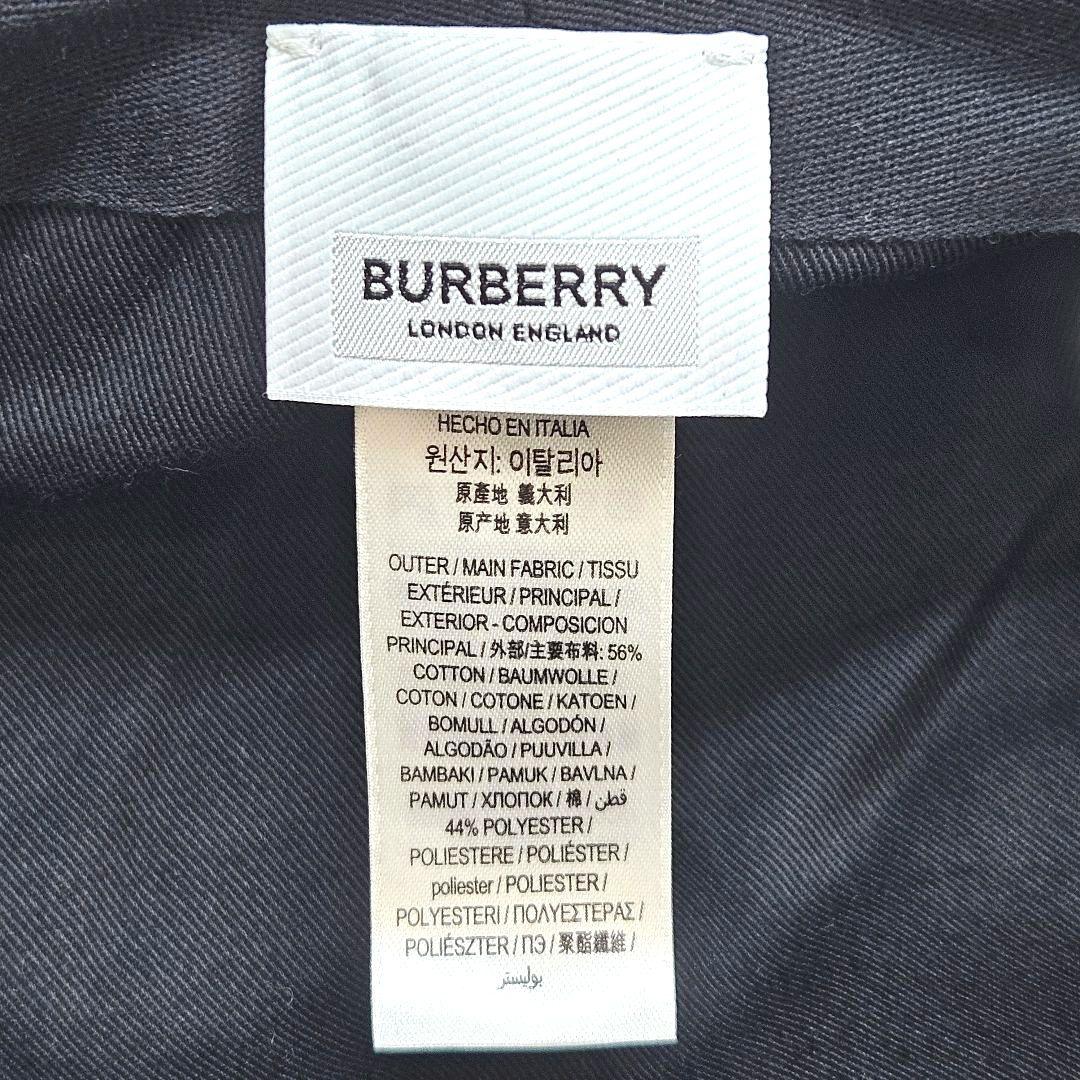 BURBERRY
LONDON ENGLAND
HECHO EN ITALIA
원산지: 이탈리아
原產地 義大利
原产地 意大利
OUTER / MAIN FABRIC / TISSU
EXTÉRIEUR / PRINCIPAL /
EXTERIOR - COMPOSICION
PRINCIPAL / 外部/主要布料: 56%
COTTON / BAUMWOLLE /
COTON / COTONE / KATOEN /
BOMULL / ALGODÓN /
ALGODÃO / PUUVILLA /
BAMBAKI / PAMUK / BAVLNA /
PAMUT / ХЛОПОК / 棉 / قطن
44% POLYESTER /
POLIESTERE / POLIÉSTER /
poliester / POLIESTER /
POLYESTERI / ΠΟΛΥΕΣΤΕΡΑΣ /
POLIÉSZTER / ПЭ / 聚酯纖維 /
بوليستر